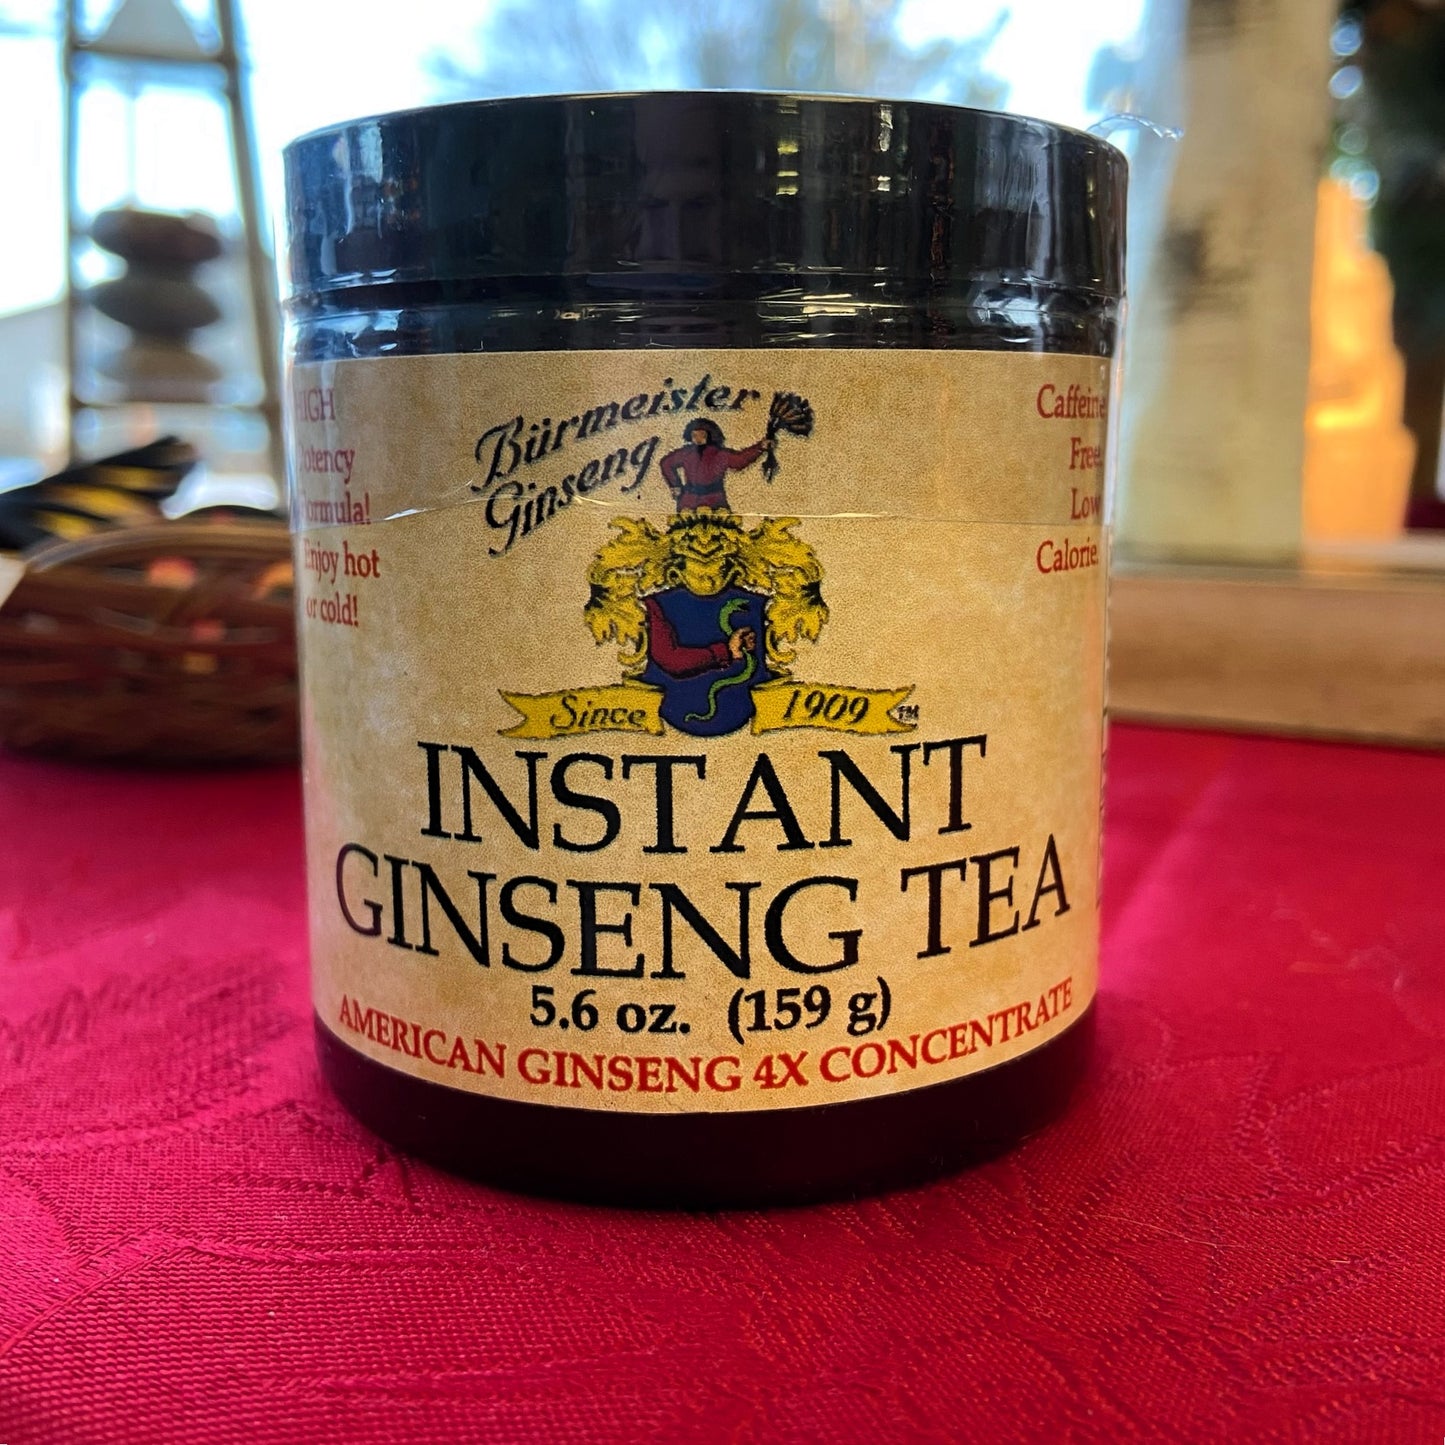 Bürmeister
Ginseng
HIGH
Potency
Formula!
Enjoy hot
or cold!
Caffeine
Free.
Low
Calorie.
Since 1909 ™
INSTANT
GINSENG TEA
5.6 oz. (159 g)
AMERICAN GINSENG 4X CONCENTRATE